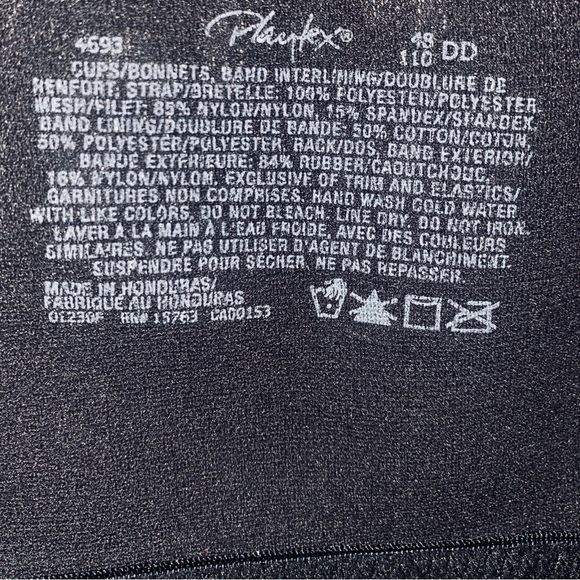 Playtex®
4693 48 DD
110
CUPS/BONNETS, BAND INTERLINING/DOUBLURE DE
RENFORT, STRAP/BRETELLE: 100% POLYESTER/POLYESTER
MESH/FILET: 85% NYLON/NYLON, 15% SPANDEX/SPANDEX
BAND LINING/DOUBLURE DE BANDE: 50% COTTON/COTON,
50% POLYESTER/POLYESTER, BACK/DOS, BAND EXTERIOR/
BANDE EXTÉRIEURE: 84% RUBBER/CAOUTCHOUC,
16% NYLON/NYLON, EXCLUSIVE OF TRIM AND ELASTICS/
GARNITURES NON COMPRISES. HAND WASH COLD WATER
WITH LIKE COLORS, DO NOT BLEACH. LINE DRY. DO NOT IRON.
LAVER À LA MAIN À L'EAU FROIDE, AVEC DES COULEURS
SIMILAIRES. NE PAS UTILISER D'AGENT DE BLANCHIMENT.
SUSPENDRE POUR SÉCHER. NE PAS REPASSER.
MADE IN HONDURAS/
FABRIQUÉ AU HONDURAS
RN# 18763 CA00153